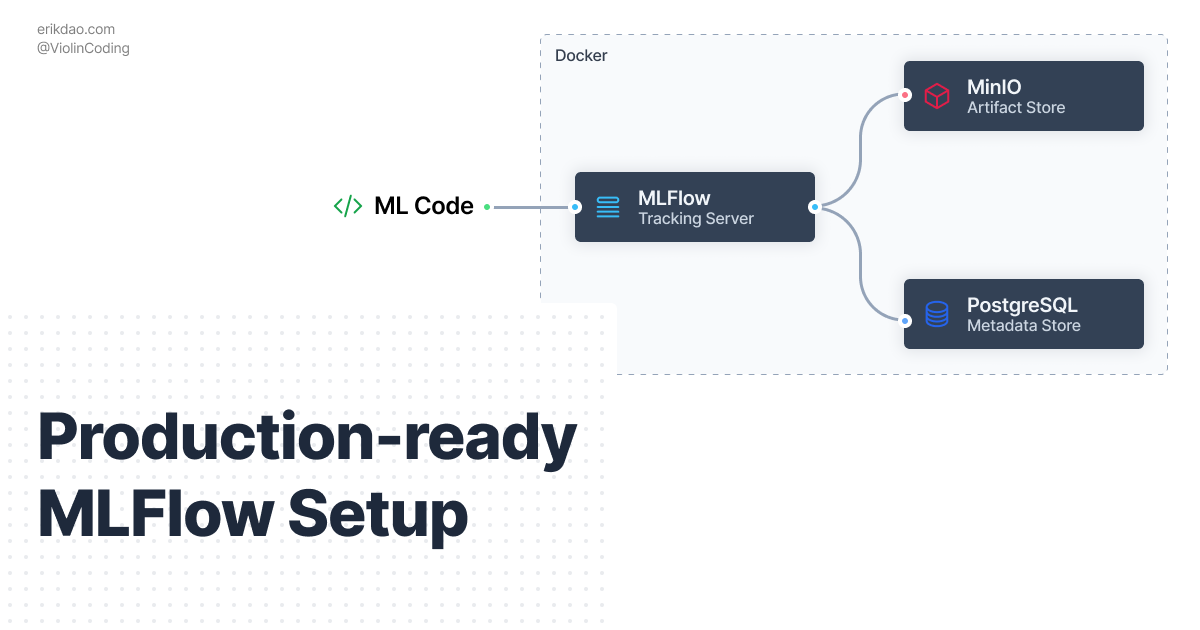 erikdao.com
@ViolinCoding
Docker
MinIO
Artifact Store
ML Code
MLFlow
Tracking Server
PostgreSQL
Metadata Store
Production-ready
MLFlow Setup